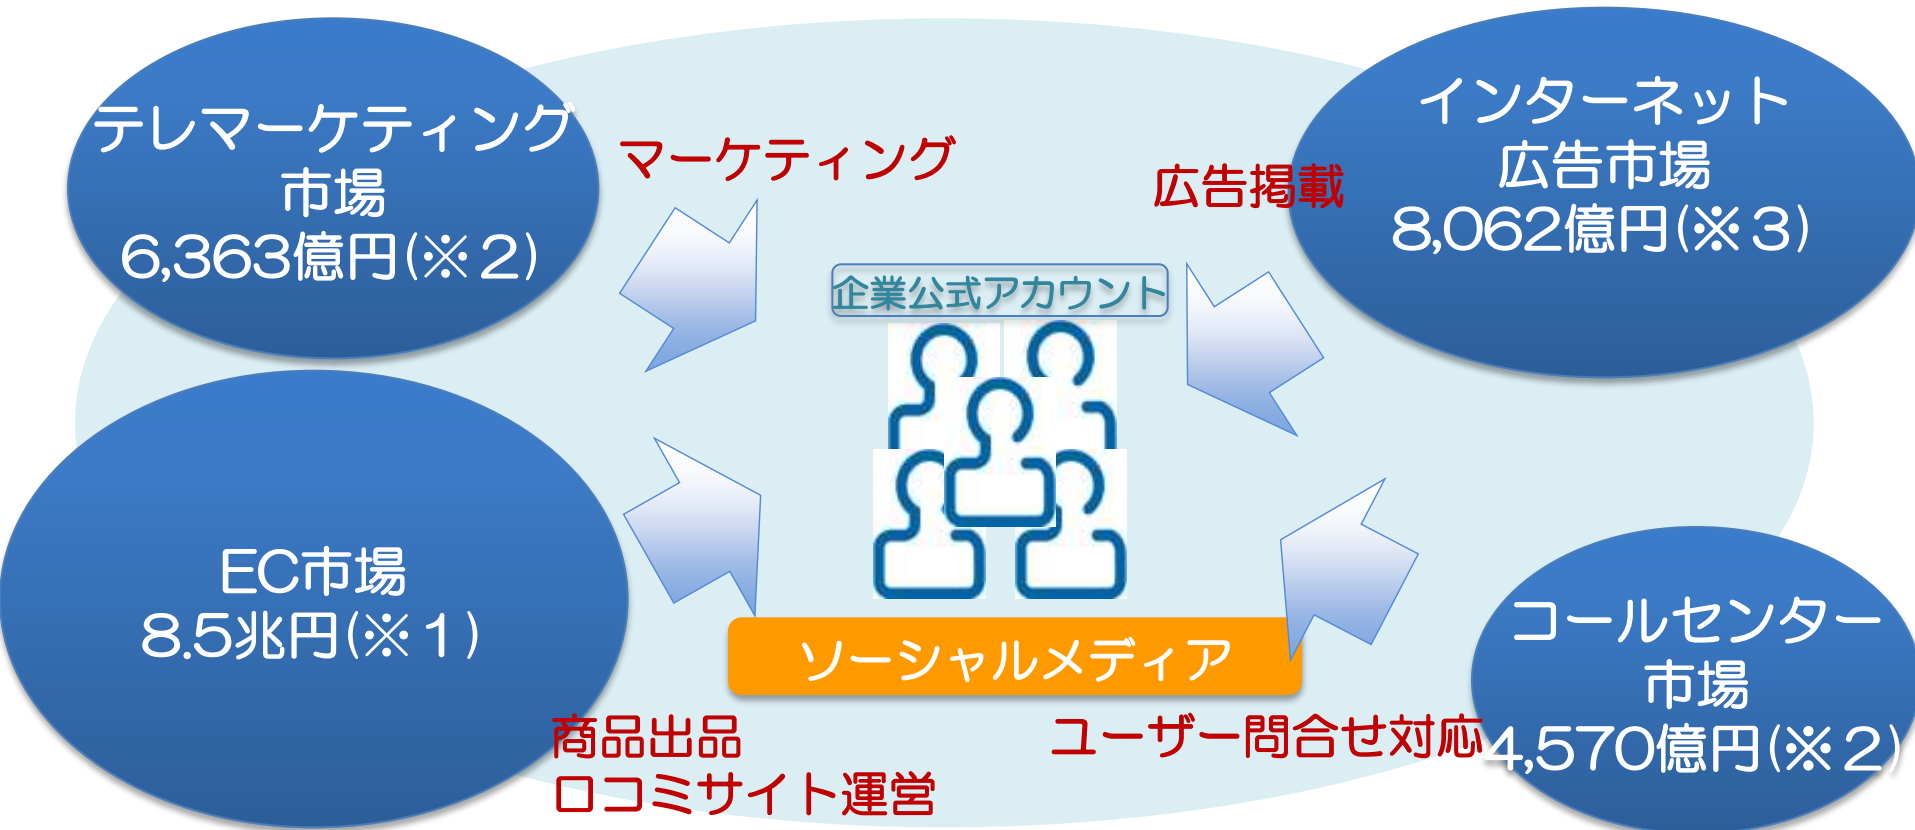 テレマーケティング
市場
6,363億円(※2)
マーケティング
広告掲載
インターネット
広告市場
8,062億円(※3)
企業公式アカウント
EC市場
8.5兆円(※1)
ソーシャルメディア
商品出品
口コミサイト運営
ユーザー問合せ対応
コールセンター
市場
4,570億円(※2)